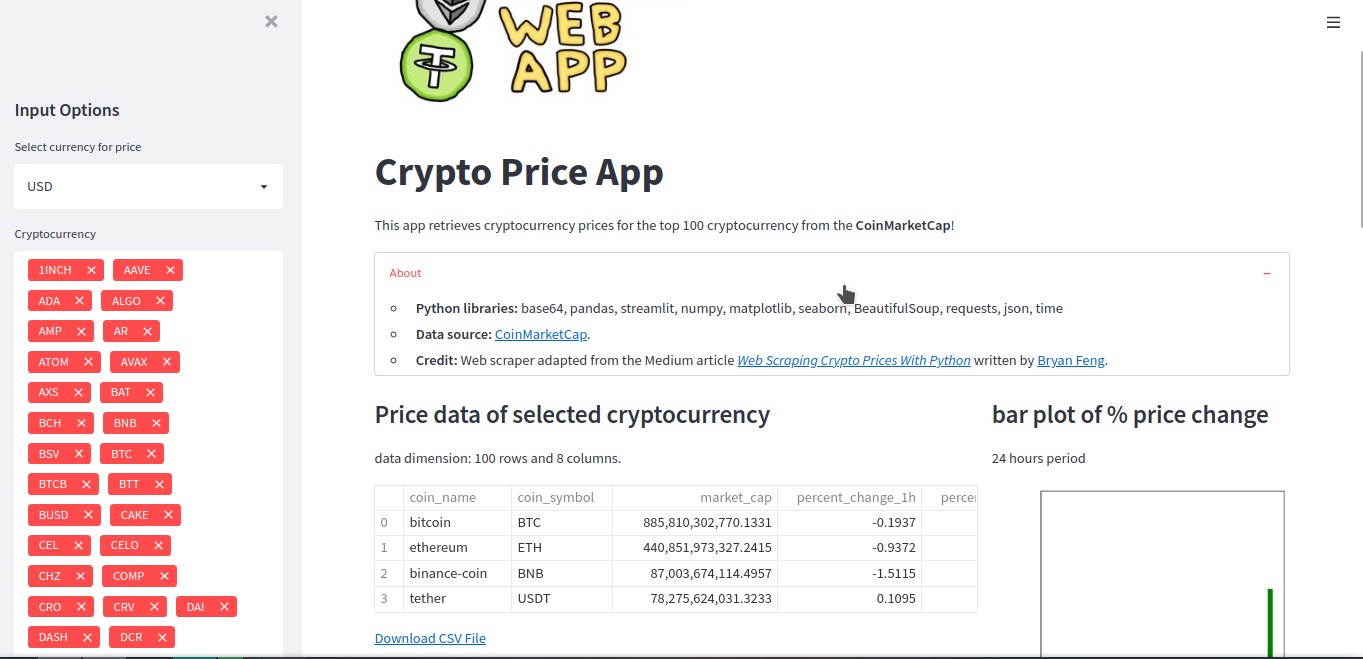 ×
Input Options
Select currency for price
USD
Cryptocurrency
1INCH × AAVE ×
ADA × ALGO ×
AMP × AR ×
ATOM × AVAX ×
AXS × BAT ×
BCH × BNB ×
BSV × BTC ×
BTCB × BTT ×
BUSD × CAKE ×
CEL × CELO ×
CHZ × COMP ×
CRO × CRV × DAI ×
DASH × DCR ×
WEB
APP
Crypto Price App
This app retrieves cryptocurrency prices for the top 100 cryptocurrency from the CoinMarketCap!
About −
Python libraries: base64, pandas, streamlit, numpy, matplotlib, seaborn, BeautifulSoup, requests, json, time
Data source: CoinMarketCap.
Credit: Web scraper adapted from the Medium article Web Scraping Crypto Prices With Python written by Bryan Feng.
Price data of selected cryptocurrency
data dimension: 100 rows and 8 columns.
coin_name coin_symbol market_cap percent_change_1h percer
0 bitcoin BTC 885,810,302,770.1331 -0.1937
1 ethereum ETH 440,851,973,327.2415 -0.9372
2 binance-coin BNB 87,003,674,114.4957 -1.5115
3 tether USDT 78,275,624,031.3233 0.1095
Download CSV File
bar plot of % price change
24 hours period